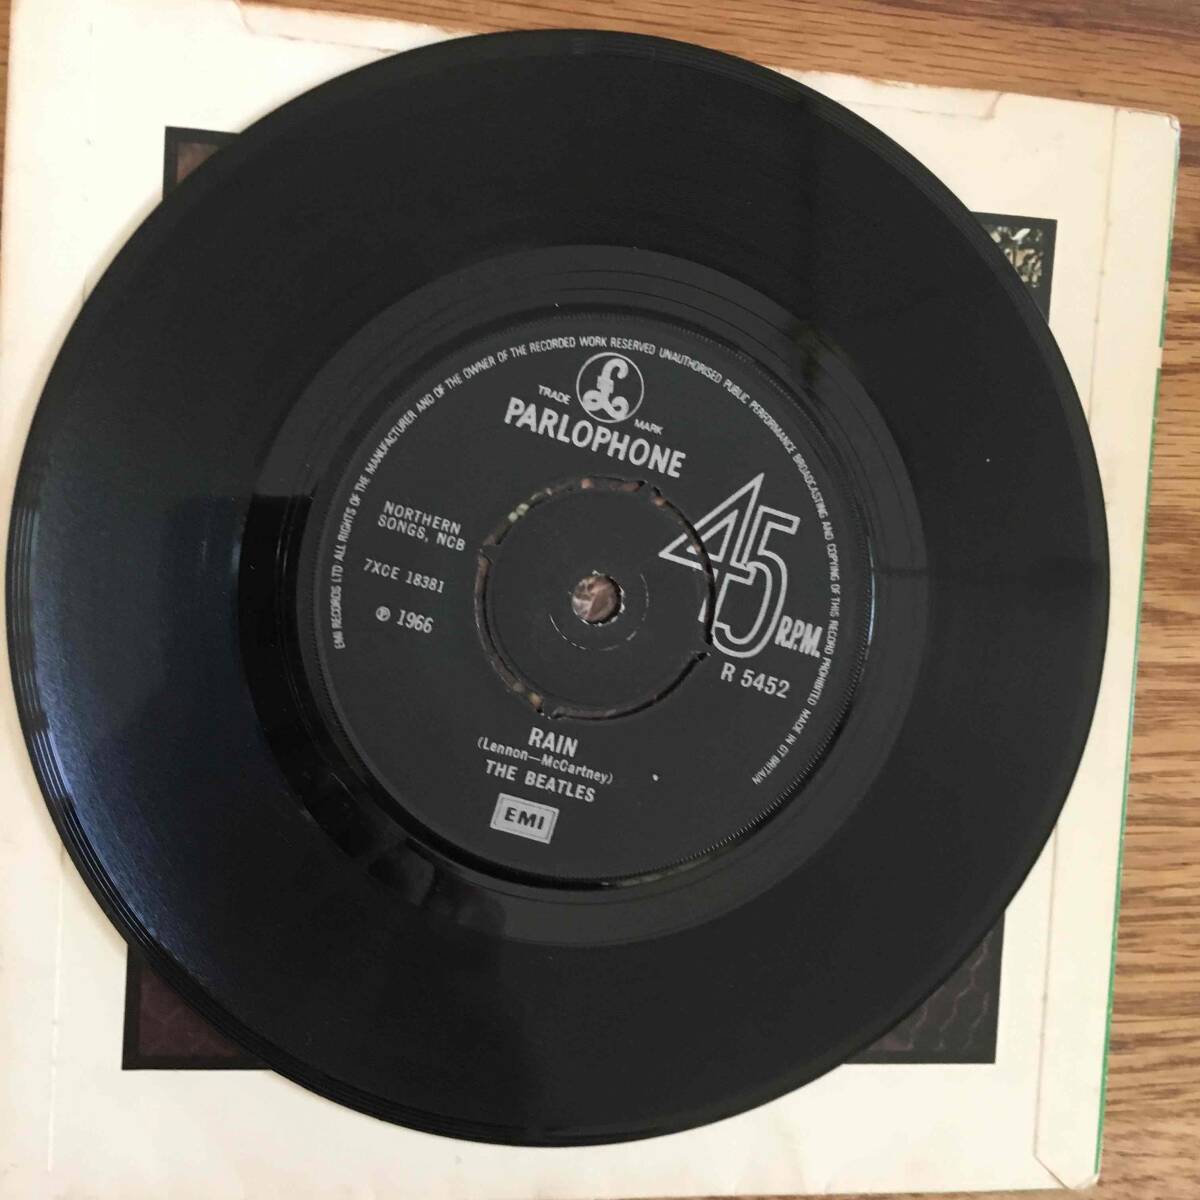 EMI RECORDS LTD ALL RIGHTS OF THE MANUFACTURER AND OF THE OWNER OF THE RECORDED WORK RESERVED UNAUTHORISED PUBLIC PERFORMANCE BROADCASTING AND COPYING OF THIS RECORD PROHIBITED MADE IN GT BRITAIN
£
TRADE MARK
PARLOPHONE
NORTHERN
SONGS, NCB
7XCE 18381
℗ 1966
45 R.P.M.
R 5452
RAIN
(Lennon—McCartney)
THE BEATLES
EMI